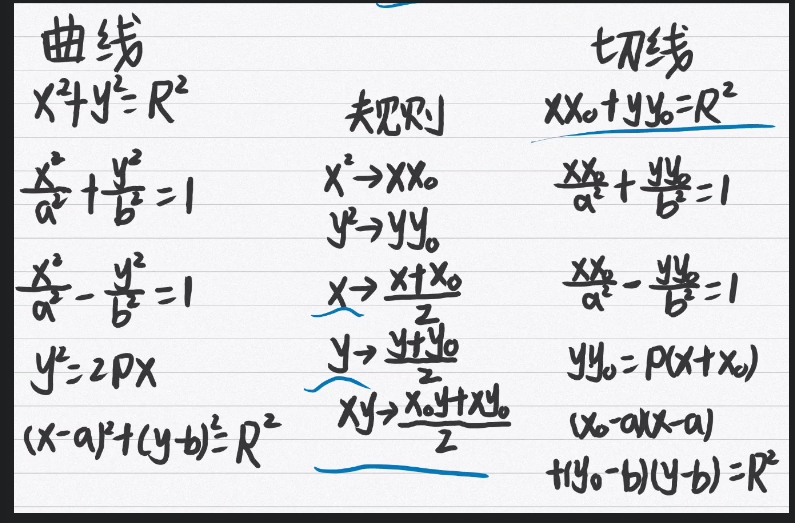 曲线
x²+y²=R²
x²/a²+y²/b²=1
x²/a²-y²/b²=1
y²=2px
(x-a)²+(y-b)²=R²
规则
x²→xx₀
y²→yy₀
x→(x+x₀)/2
y→(y+y₀)/2
xy→(x₀y+xy₀)/2
切线
xx₀+yy₀=R²
xx₀/a²+yy₀/b²=1
xx₀/a²-yy₀/b²=1
yy₀=p(x+x₀)
(x₀-a)(x-a)
+(y₀-b)(y-b)=R²